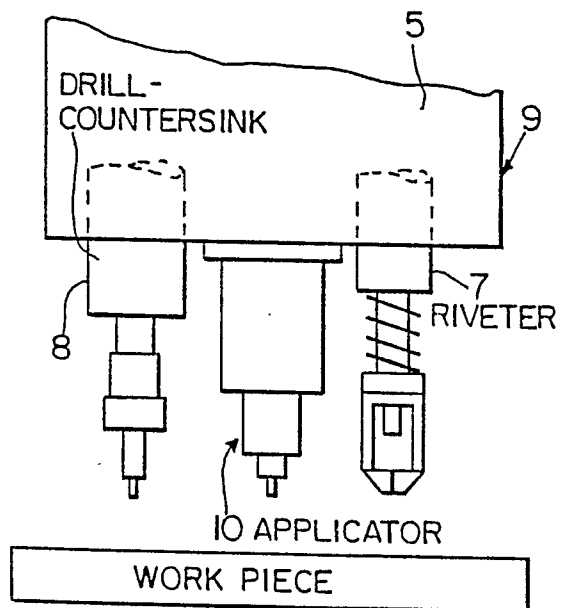 5
DRILL-
COUNTERSINK
9
8
7
RIVETER
10 APPLICATOR
WORK PIECE